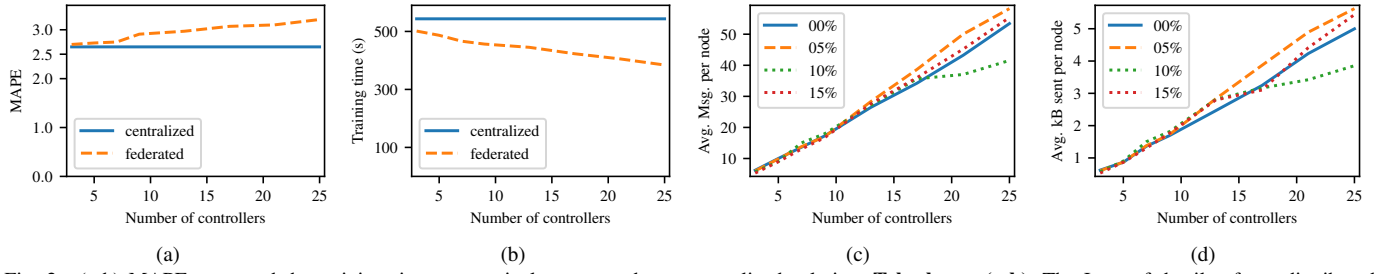 MAPE
3.0
2.5
2.0
1.0
0.0
centralized
federated
5 10 15 20 25
Number of controllers
(a)
Training time (s)
500
300
100
centralized
federated
5 10 15 20 25
Number of controllers
(b)
Avg. Msg. per node
50
40
30
20
10
00%
05%
10%
15%
5 10 15 20 25
Number of controllers
(c)
Avg. kB sent per node
5
4
3
2
1
00%
05%
10%
15%
5 10 15 20 25
Number of controllers
(d)